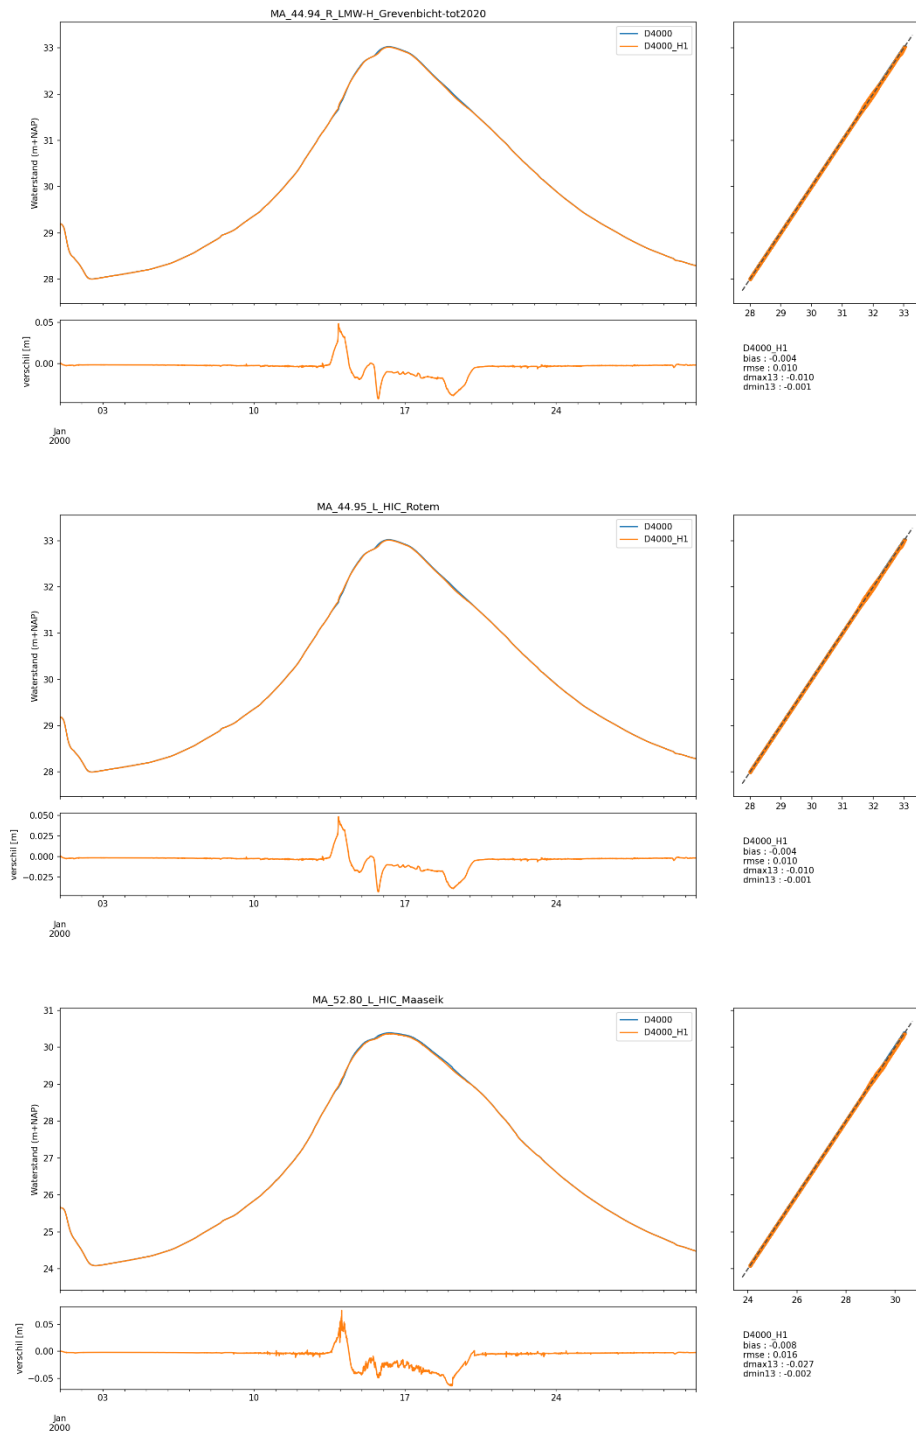 MA_44.94_R_LMW-H_Grevenbicht-tot2020
D4000
D4000_H1
Waterstand (m+NAP)
33
32
31
30
29
28
28 29 30 31 32 33
verschil [m]
0.05
0.00
03 10 17 24
Jan
2000
D4000_H1
bias : -0.004
rmse : 0.010
dmax13 : -0.010
dmin13 : -0.001
MA_44.95_L_HIC_Rotem
D4000
D4000_H1
Waterstand (m+NAP)
33
32
31
30
29
28
28 29 30 31 32 33
verschil [m]
0.050
0.025
0.000
−0.025
03 10 17 24
Jan
2000
D4000_H1
bias : -0.004
rmse : 0.010
dmax13 : -0.010
dmin13 : -0.001
MA_52.80_L_HIC_Maaseik
D4000
D4000_H1
Waterstand (m+NAP)
31
30
29
28
27
26
25
24
24 26 28 30
verschil [m]
0.05
0.00
−0.05
03 10 17 24
Jan
2000
D4000_H1
bias : -0.008
rmse : 0.016
dmax13 : -0.027
dmin13 : -0.002